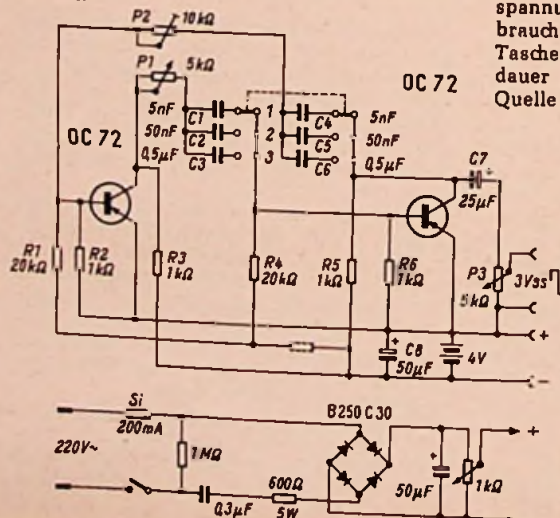 P2
10kΩ
P1
5kΩ
spannu
brauch
Tasche
dauer
Quelle
OC 72
OC 72
5nF
C1
1
C4
5nF
50nF
C2
2
C5
50nF
0,5µF
C3
3
C6
0,5µF
C7
25µF
R1
20kΩ
R2
1kΩ
R3
1kΩ
R4
20kΩ
R5
1kΩ
R6
1kΩ
P3
5kΩ
3Vss
C8
50µF
4V
Si
200mA
220V~
1MΩ
0,3µF
600Ω
5W
B250 C30
50µF
1kΩ